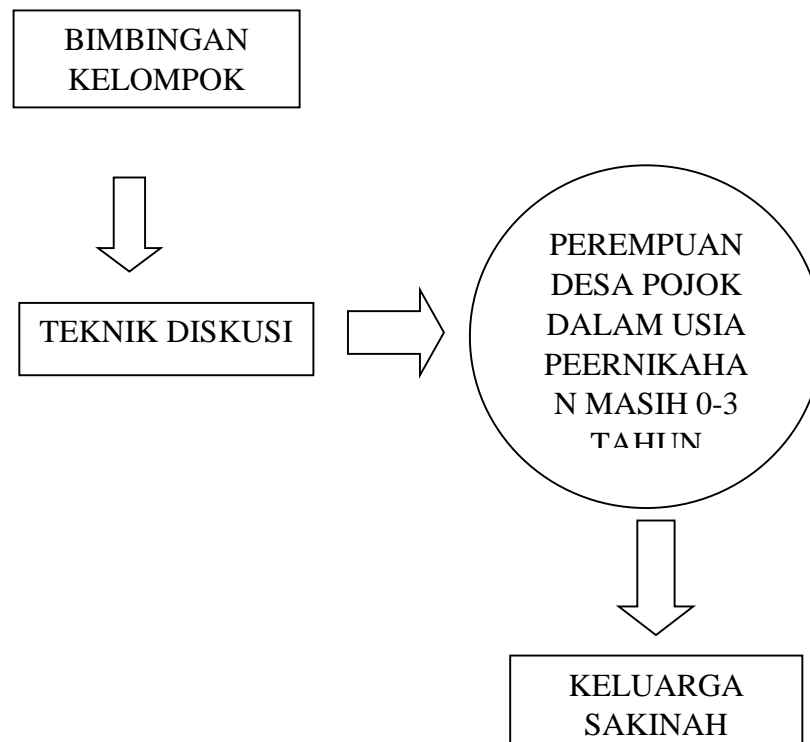 BIMBINGAN
KELOMPOK
TEKNIK DISKUSI
PEREMPUAN
DESA POJOK
DALAM USIA
PEERNIKAHA
N MASIH 0-3
TAHUN
KELUARGA
SAKINAH